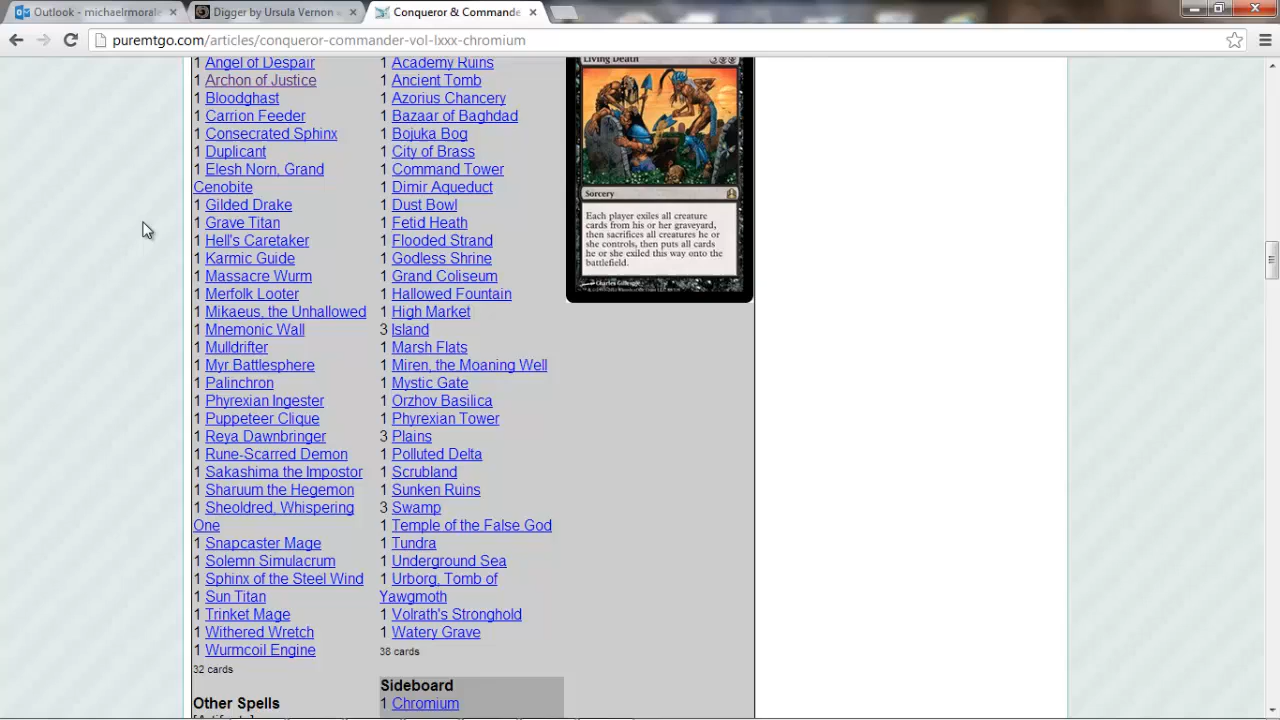 Outlook - michaelrmorale
Digger by Ursula Vernon
Conqueror & Commande
puremtgo.com/articles/conqueror-commander-vol-lxxx-chromium
1 Angel of Despair
1 Archon of Justice
1 Bloodghast
1 Carrion Feeder
1 Consecrated Sphinx
1 Duplicant
1 Elesh Norn, Grand
Cenobite
1 Gilded Drake
1 Grave Titan
1 Hell's Caretaker
1 Karmic Guide
1 Massacre Wurm
1 Merfolk Looter
1 Mikaeus, the Unhallowed
1 Mnemonic Wall
1 Mulldrifter
1 Myr Battlesphere
1 Palinchron
1 Phyrexian Ingester
1 Puppeteer Clique
1 Reya Dawnbringer
1 Rune-Scarred Demon
1 Sakashima the Impostor
1 Sharuum the Hegemon
1 Sheoldred, Whispering
One
1 Snapcaster Mage
1 Solemn Simulacrum
1 Sphinx of the Steel Wind
1 Sun Titan
1 Trinket Mage
1 Withered Wretch
1 Wurmcoil Engine
32 cards
Other Spells
1 Academy Ruins
1 Ancient Tomb
1 Azorius Chancery
1 Bazaar of Baghdad
1 Bojuka Bog
1 City of Brass
1 Command Tower
1 Dimir Aqueduct
1 Dust Bowl
1 Fetid Heath
1 Flooded Strand
1 Godless Shrine
1 Grand Coliseum
1 Hallowed Fountain
1 High Market
3 Island
1 Marsh Flats
1 Miren, the Moaning Well
1 Mystic Gate
1 Orzhov Basilica
1 Phyrexian Tower
3 Plains
1 Polluted Delta
1 Scrubland
1 Sunken Ruins
3 Swamp
1 Temple of the False God
1 Tundra
1 Underground Sea
1 Urborg, Tomb of
Yawgmoth
1 Volrath's Stronghold
1 Watery Grave
38 cards
Sideboard
1 Chromium
Living Death
Sorcery
Each player exiles all creature
cards from his or her graveyard,
then sacrifices all creatures he or
she controls, then puts all cards
he or she exiled this way onto the
battlefield.